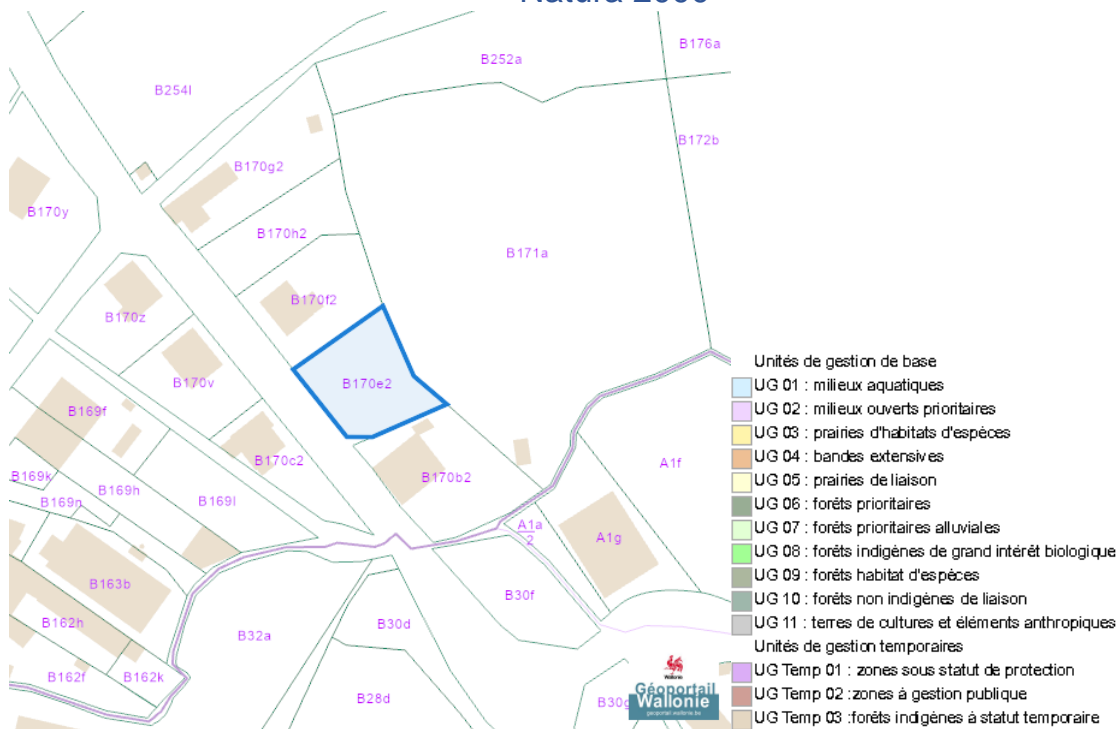 Natura 2000
B176a
B252a
B254l
B172b
B170g2
B170y
B170h2
B171a
B170f2
B170z
B170e2
B170v
B169f
B170c2
B169k
B169h
B169n
B169l
B170b2
A1f
A1a
2
A1g
B163b
B30f
B162h
B32a
B30d
B162f
B162k
B28d
B30g
Wallonie
Géoportail
Wallonie
geoportail.wallonie.be
Unités de gestion de base
UG 01 : milieux aquatiques
UG 02 : milieux ouverts prioritaires
UG 03 : prairies d'habitats d'espèces
UG 04 : bandes extensives
UG 05 : prairies de liaison
UG 06 : forêts prioritaires
UG 07 : forêts prioritaires alluviales
UG 08 : forêts indigènes de grand intérêt biologique
UG 09 : forêts habitat d'espèces
UG 10 : forêts non indigènes de liaison
UG 11 : terres de cultures et éléments anthropiques
Unités de gestion temporaires
UG Temp 01 : zones sous statut de protection
UG Temp 02 :zones à gestion publique
UG Temp 03 :forêts indigènes à statut temporaire